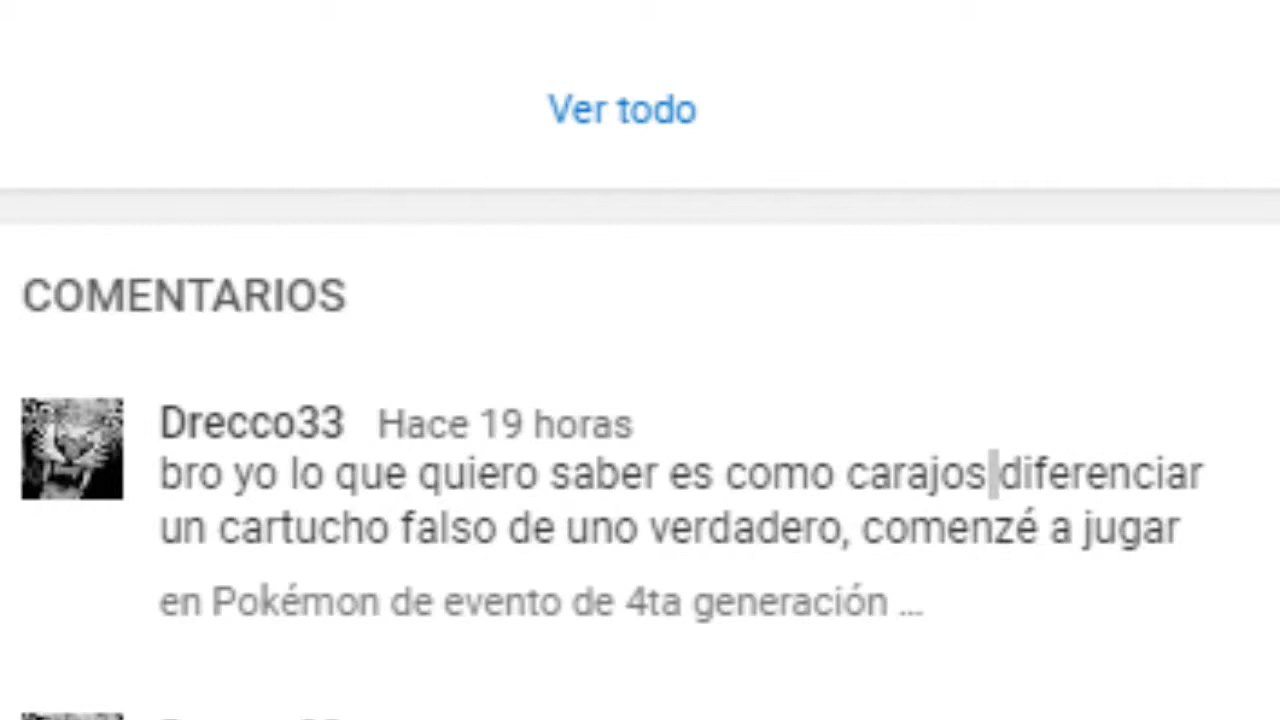 Ver todo
COMENTARIOS
Drecco33 Hace 19 horas
bro yo lo que quiero saber es como carajos diferenciar
un cartucho falso de uno verdadero, comenzé a jugar
en Pokémon de evento de 4ta generación ...